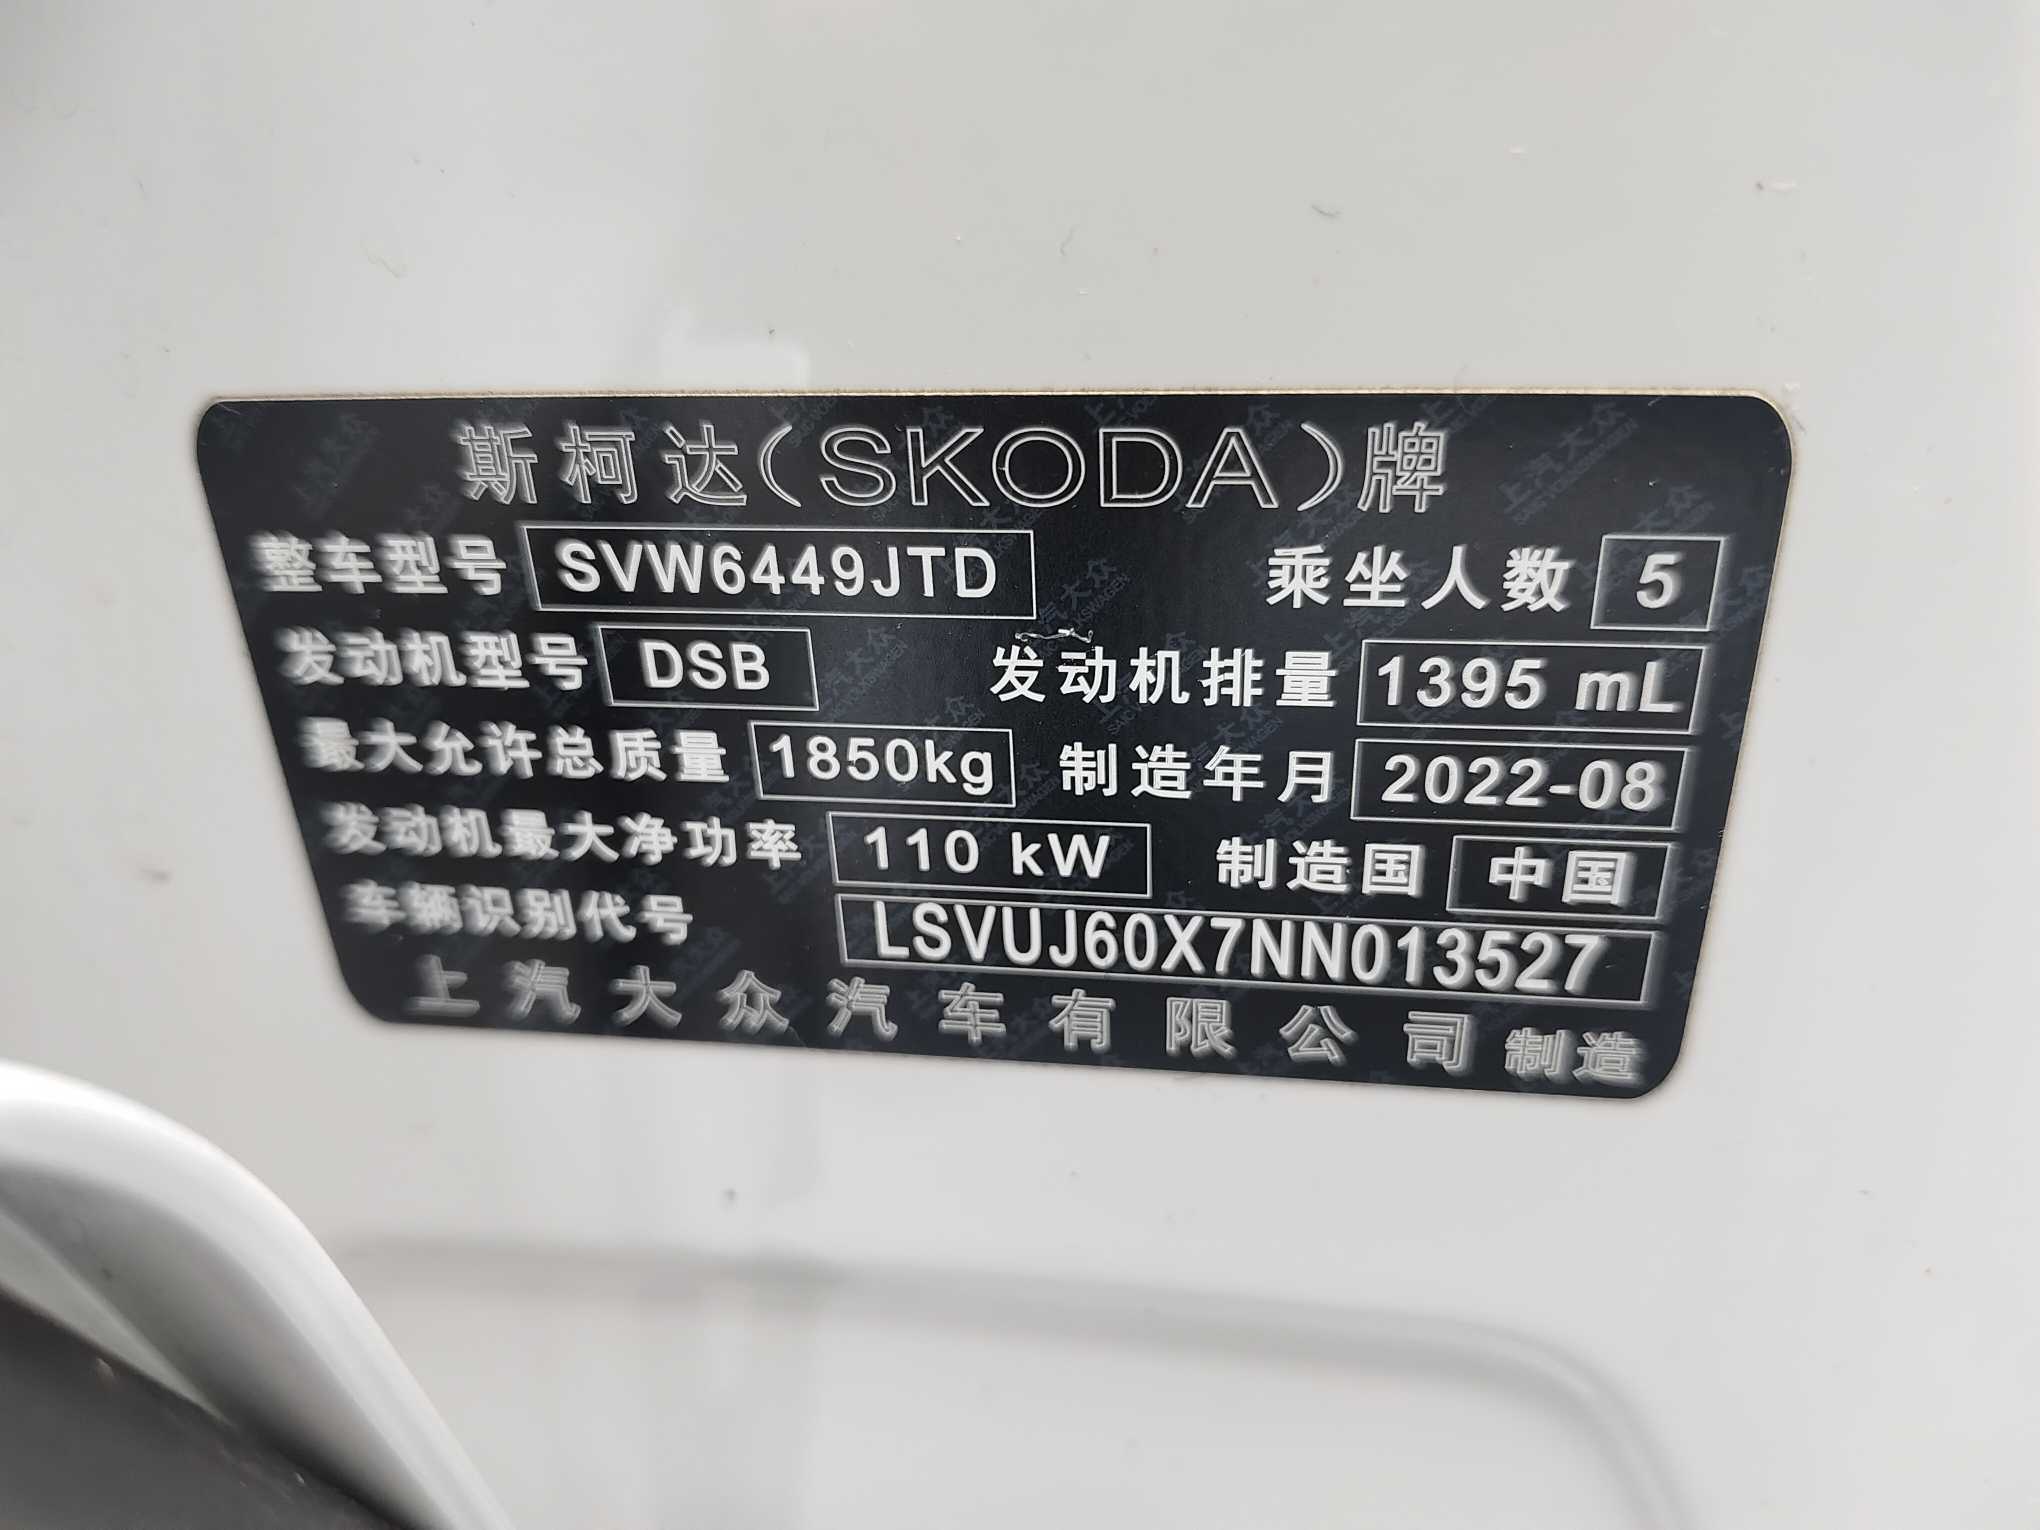 斯柯达(SKODA)牌
整车型号 SVW6449JTD 乘坐人数 5
发动机型号 DSB 发动机排量 1395 mL
最大允许总质量 1850kg 制造年月 2022-08
发动机最大净功率 110 kW 制造国 中国
车辆识别代号 LSVUJ60X7NN013527
上汽大众汽车有限公司 制造